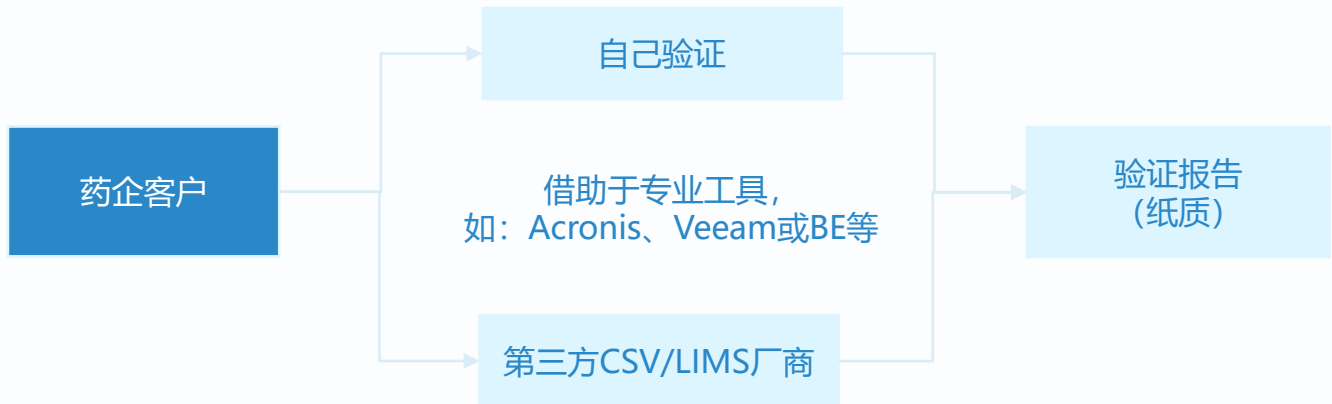 自己验证
药企客户
借助于专业工具，
如：Acronis、Veeam或BE等
验证报告
（纸质）
第三方CSV/LIMS厂商